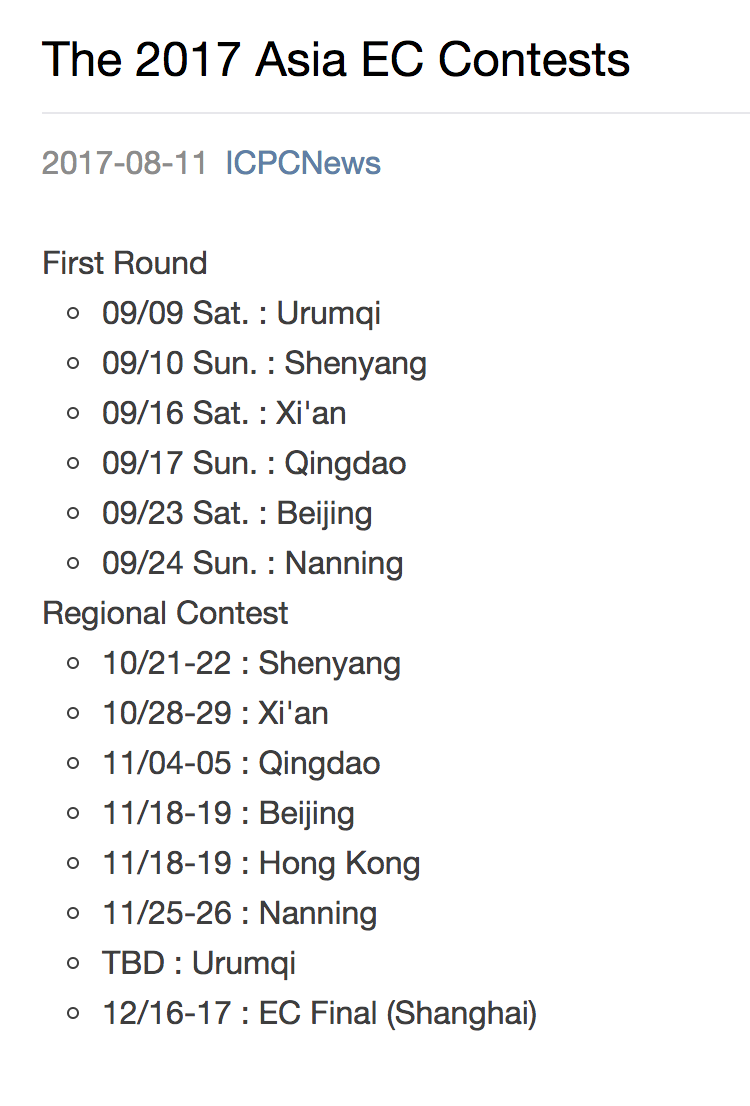 The 2017 Asia EC Contests
2017-08-11 ICPCNews
First Round
09/09 Sat. : Urumqi
09/10 Sun. : Shenyang
09/16 Sat. : Xi'an
09/17 Sun. : Qingdao
09/23 Sat. : Beijing
09/24 Sun. : Nanning
Regional Contest
10/21-22 : Shenyang
10/28-29 : Xi'an
11/04-05 : Qingdao
11/18-19 : Beijing
11/18-19 : Hong Kong
11/25-26 : Nanning
TBD : Urumqi
12/16-17 : EC Final (Shanghai)